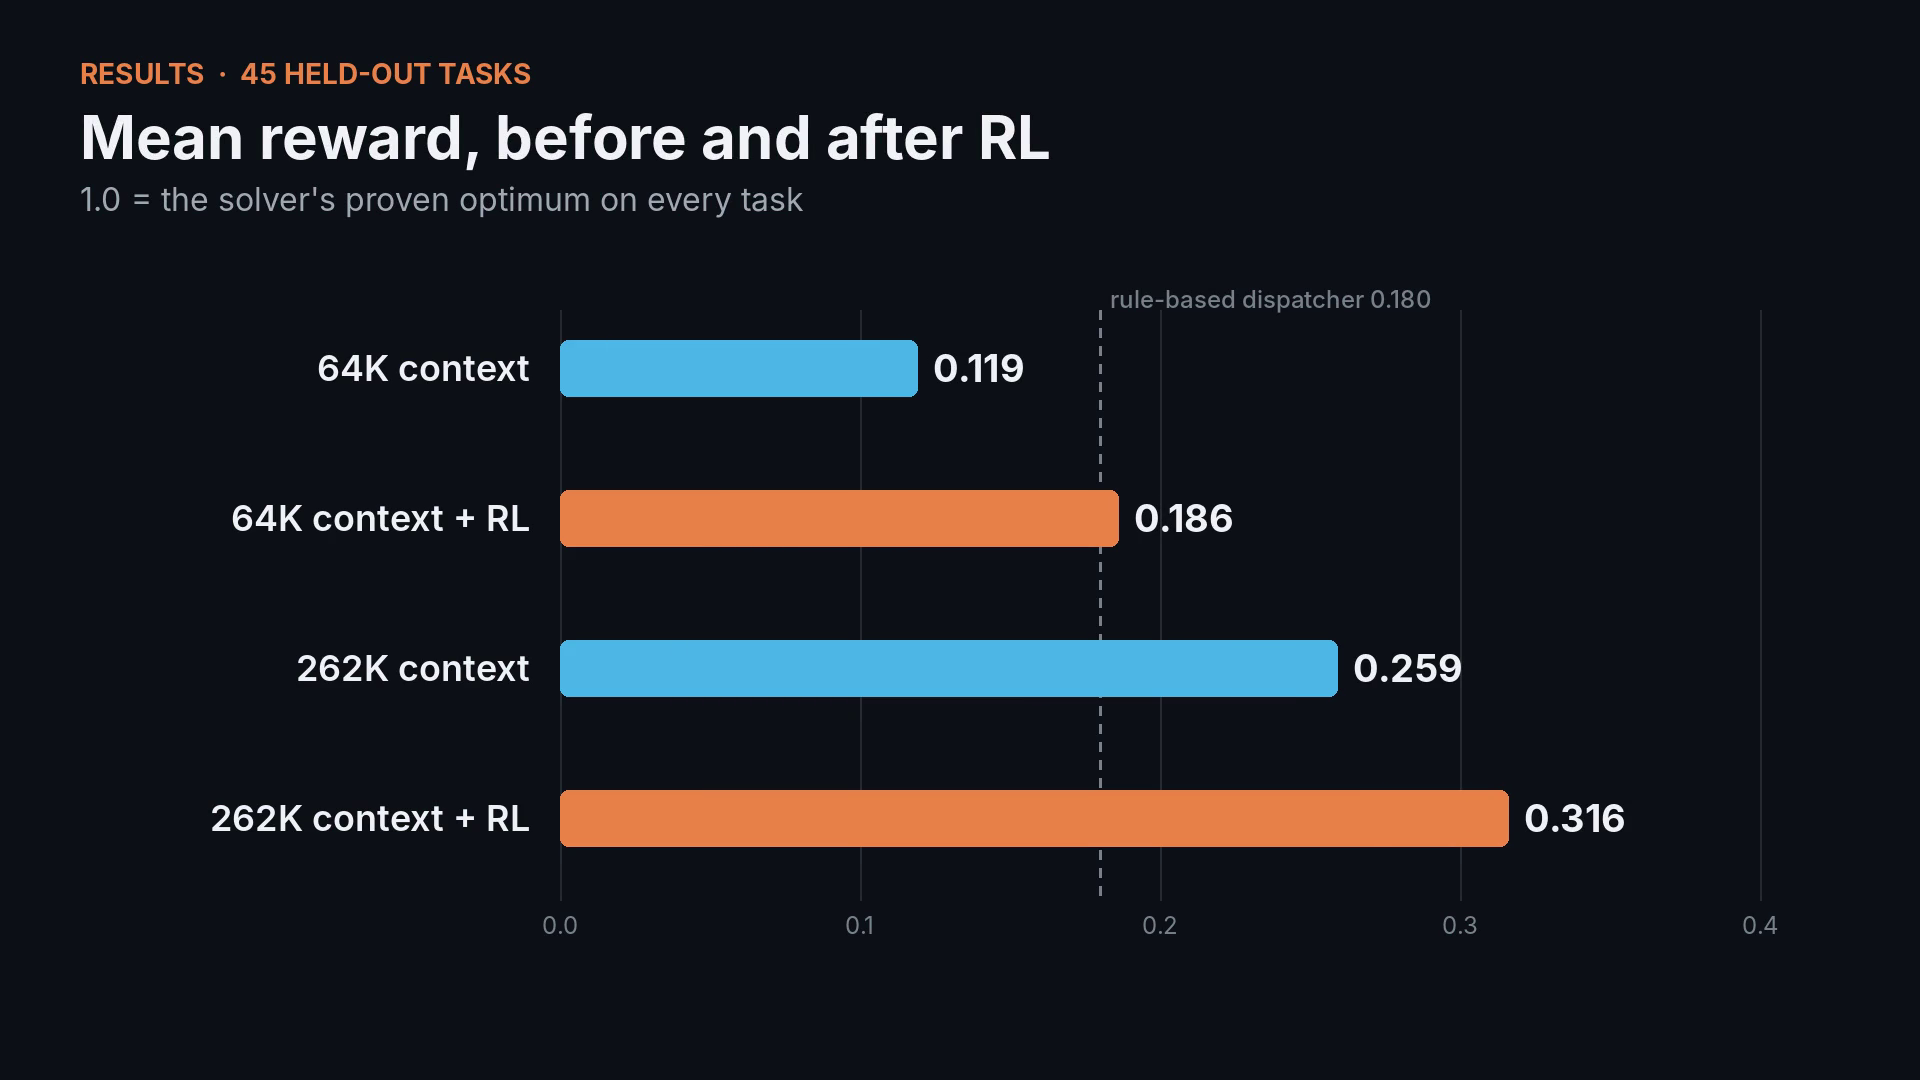 RESULTS · 45 HELD-OUT TASKS
Mean reward, before and after RL
1.0 = the solver's proven optimum on every task
rule-based dispatcher 0.180
64K context 0.119
64K context + RL 0.186
262K context 0.259
262K context + RL 0.316
0.0 0.1 0.2 0.3 0.4